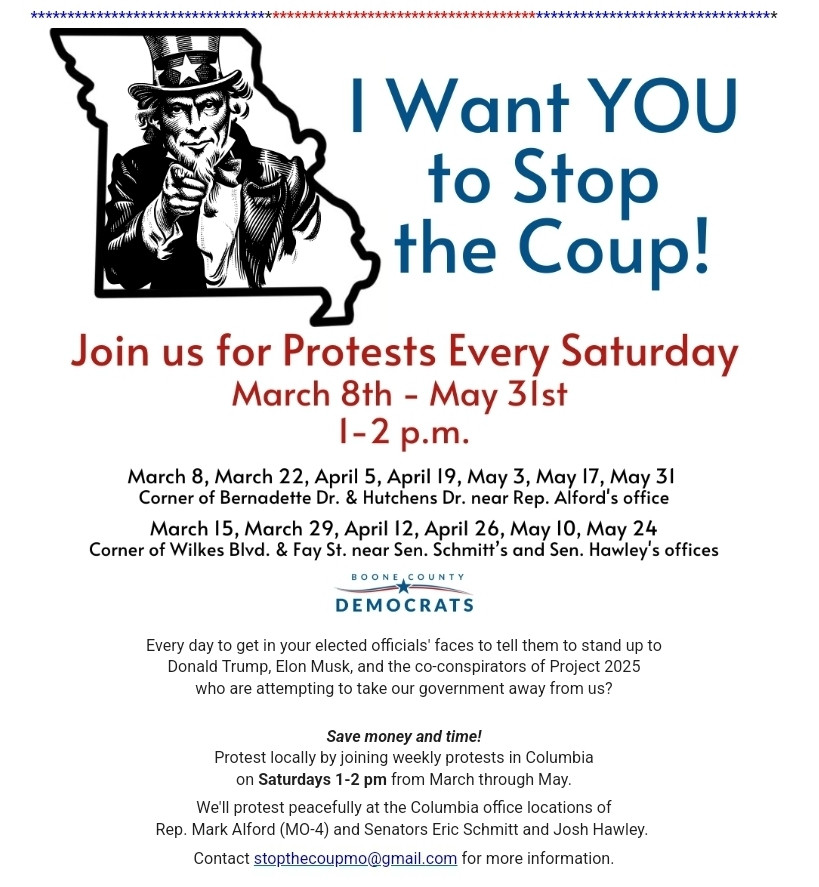 ******************************************************************************************************
I Want YOU
to Stop
the Coup!
Join us for Protests Every Saturday
March 8th - May 31st
1-2 p.m.
March 8, March 22, April 5, April 19, May 3, May 17, May 31
Corner of Bernadette Dr. & Hutchens Dr. near Rep. Alford's office
March 15, March 29, April 12, April 26, May 10, May 24
Corner of Wilkes Blvd. & Fay St. near Sen. Schmitt's and Sen. Hawley's offices
BOONE COUNTY
DEMOCRATS
Every day to get in your elected officials' faces to tell them to stand up to
Donald Trump, Elon Musk, and the co-conspirators of Project 2025
who are attempting to take our government away from us?
Save money and time!
Protest locally by joining weekly protests in Columbia
on Saturdays 1-2 pm from March through May.
We'll protest peacefully at the Columbia office locations of
Rep. Mark Alford (MO-4) and Senators Eric Schmitt and Josh Hawley.
Contact stopthecoupmo@gmail.com for more information.